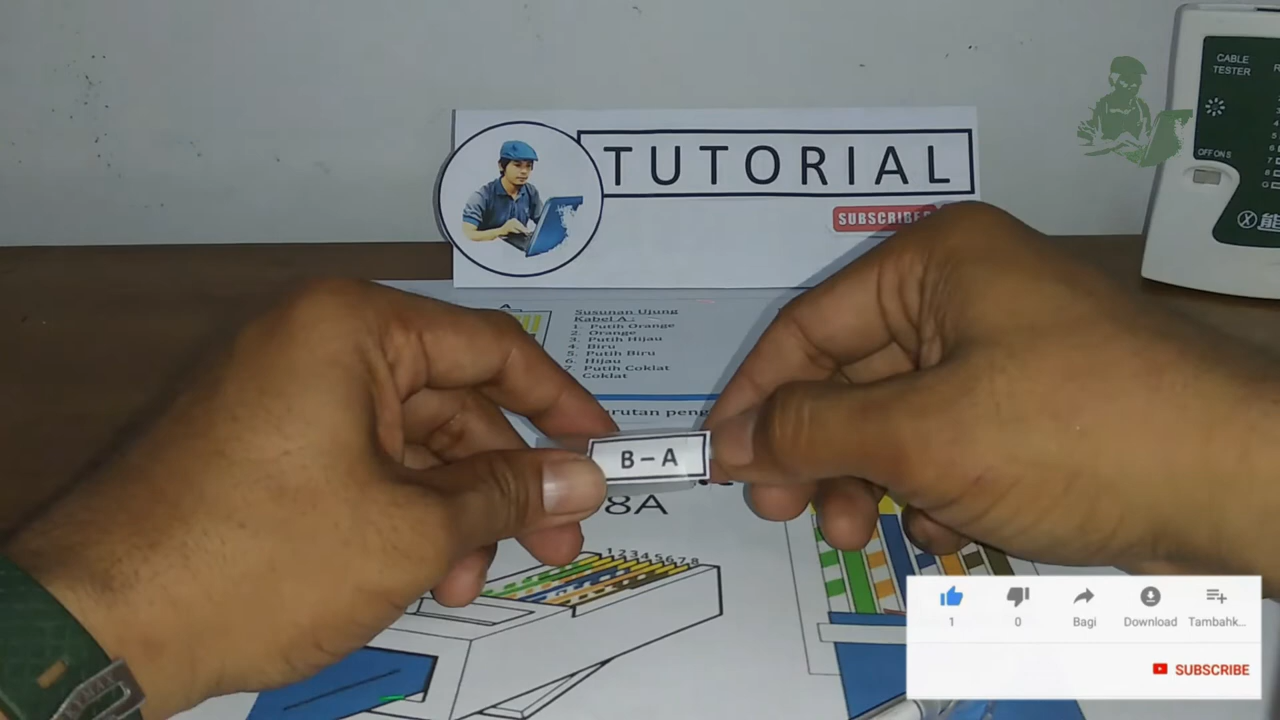 CABLE
TESTER
OFF ON S
TUTORIAL
SUBSCRIBE
Susunan Ujung
Kabel A :
1. Putih Orange
2. Orange
3. Putih Hijau
4. Biru
5. Putih Biru
6. Hijau
7. Putih Coklat
Coklat
B-A
8A
12345678
1
0
Bagi
Download
Tambahk...
SUBSCRIBE